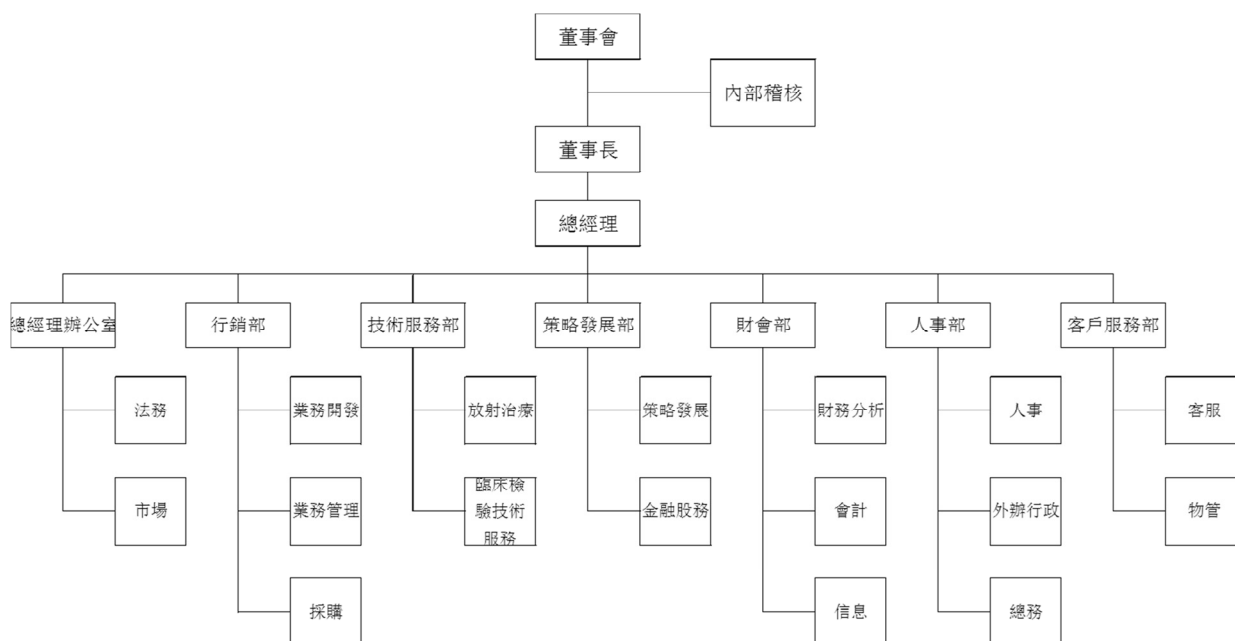 董事會
內部稽核
董事長
總經理
總經理辦公室
行銷部
技術服務部
策略發展部
財會部
人事部
客戶服務部
法務
業務開發
放射治療
策略發展
財務分析
人事
客服
市場
業務管理
臨床檢
驗技術
服務
金融股務
會計
外辦行政
物管
採購
信息
總務